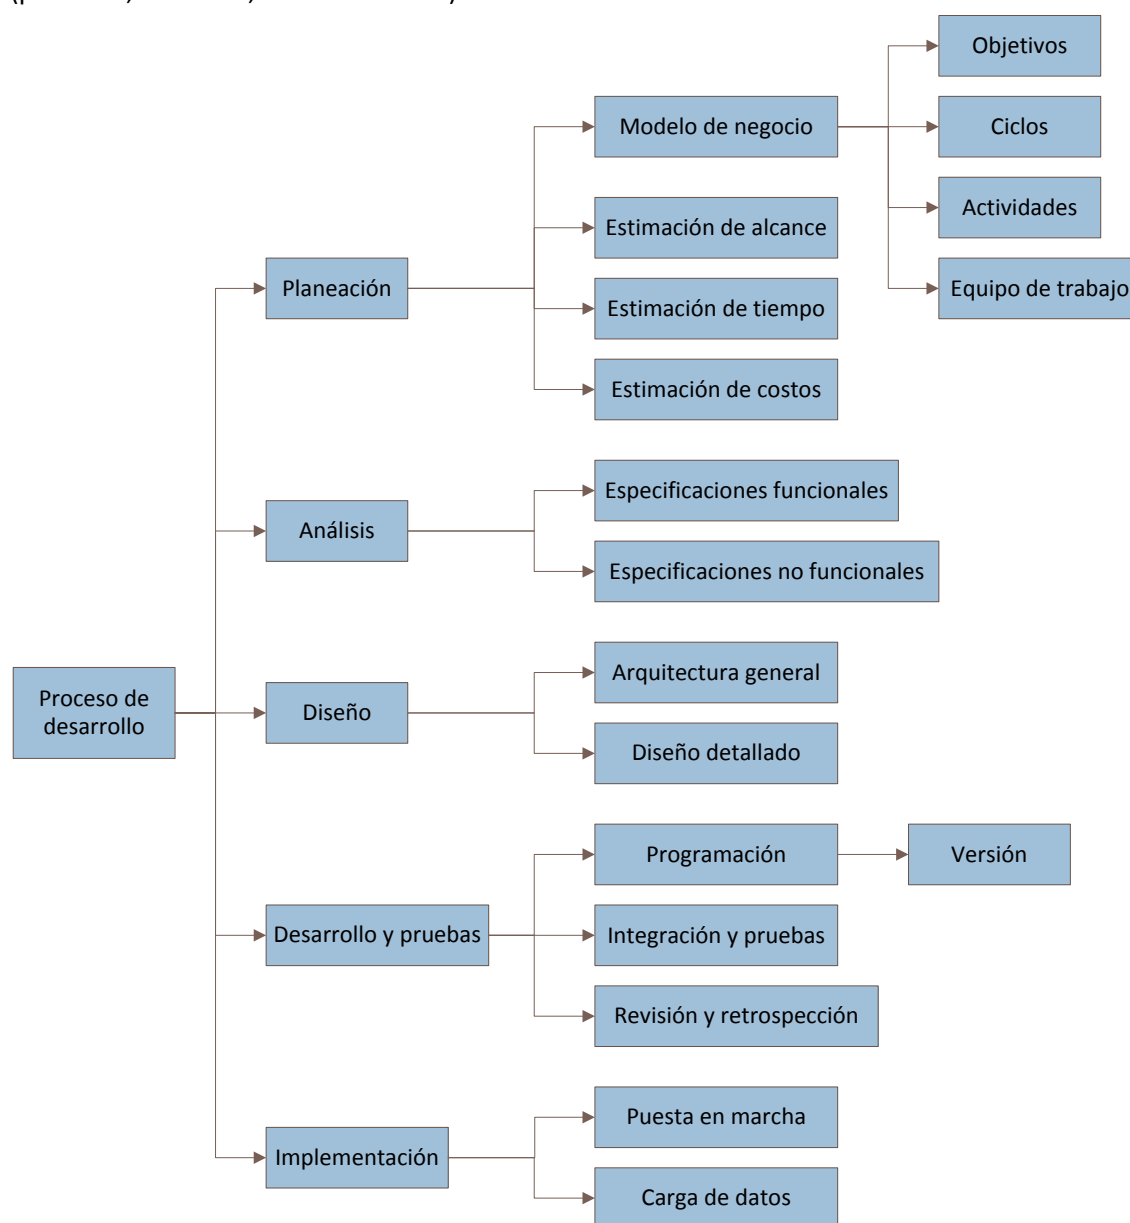 Objetivos
Modelo de negocio
Ciclos
Estimación de alcance
Actividades
Planeación
Equipo de trabajo
Estimación de tiempo
Estimación de costos
Especificaciones funcionales
Análisis
Especificaciones no funcionales
Arquitectura general
Proceso de
desarrollo
Diseño
Diseño detallado
Programación
Versión
Desarrollo y pruebas
Integración y pruebas
Revisión y retrospección
Puesta en marcha
Implementación
Carga de datos